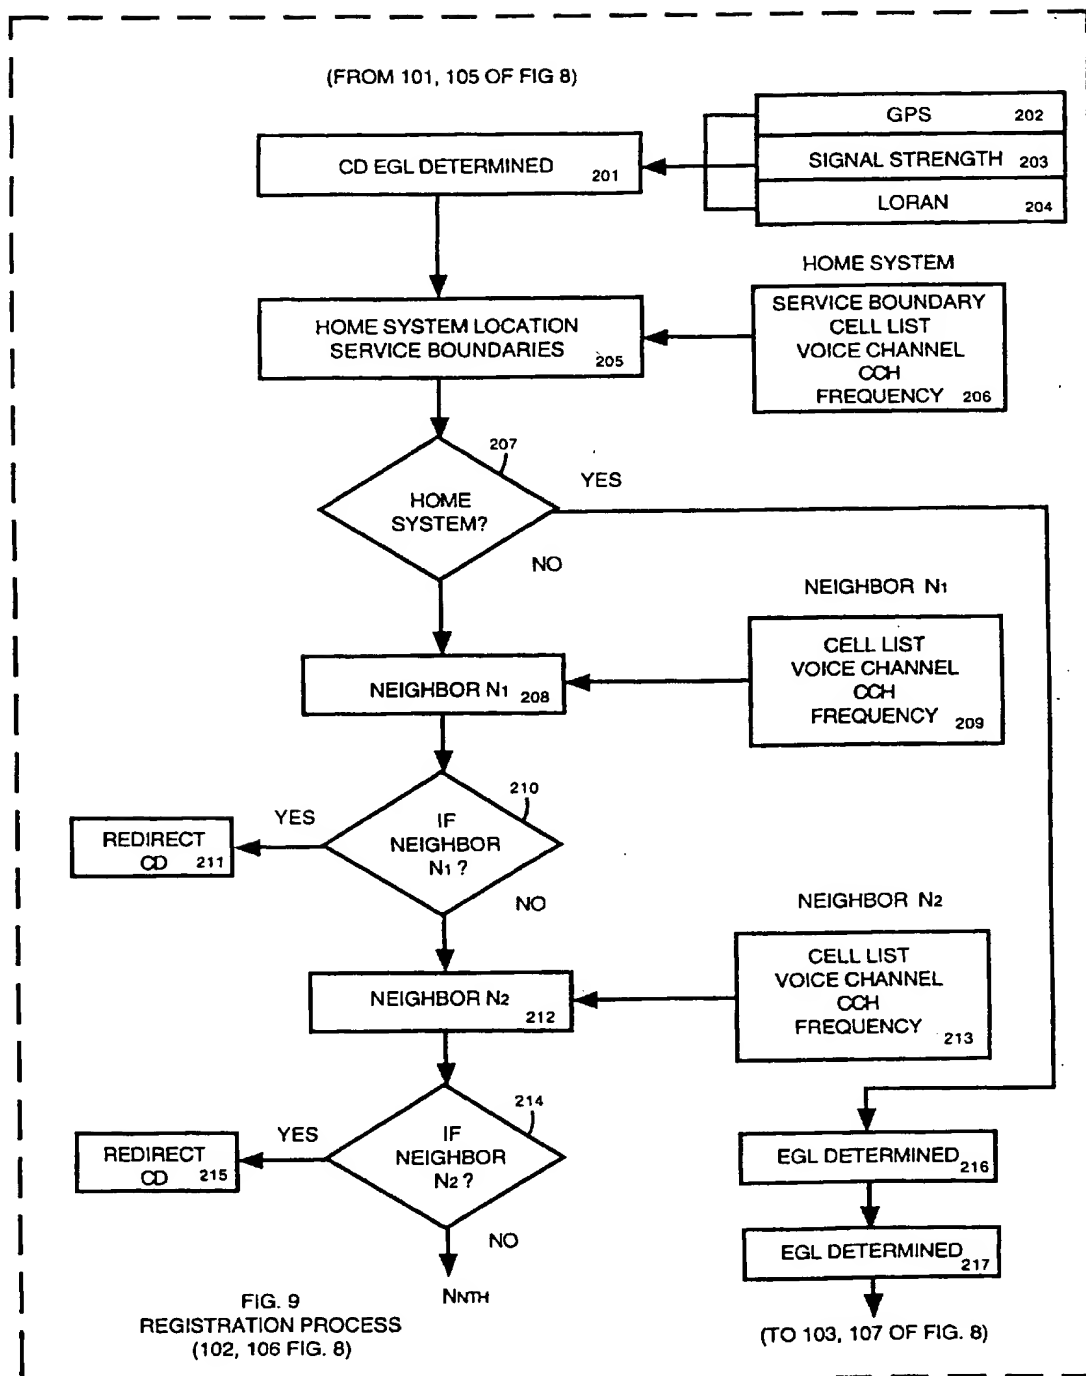 (FROM 101, 105 OF FIG 8)
GPS 202
CD EGL DETERMINED
201
SIGNAL STRENGTH 203
LORAN 204
HOME SYSTEM
HOME SYSTEM LOCATION
SERVICE BOUNDARIES 205
SERVICE BOUNDARY
CELL LIST
VOICE CHANNEL
CCH
FREQUENCY 206
207
YES
HOME
SYSTEM?
NO
NEIGHBOR N1
NEIGHBOR N1 208
CELL LIST
VOICE CHANNEL
CCH
FREQUENCY 209
210
YES
IF
NEIGHBOR
N1 ?
REDIRECT
CD 211
NO
NEIGHBOR N2
NEIGHBOR N2
212
CELL LIST
VOICE CHANNEL
CCH
FREQUENCY 213
214
YES
IF
NEIGHBOR
N2 ?
REDIRECT
CD 215
EGL DETERMINED 216
NO
EGL DETERMINED 217
NNTH
FIG. 9
REGISTRATION PROCESS
(102, 106 FIG. 8)
(TO 103, 107 OF FIG. 8)